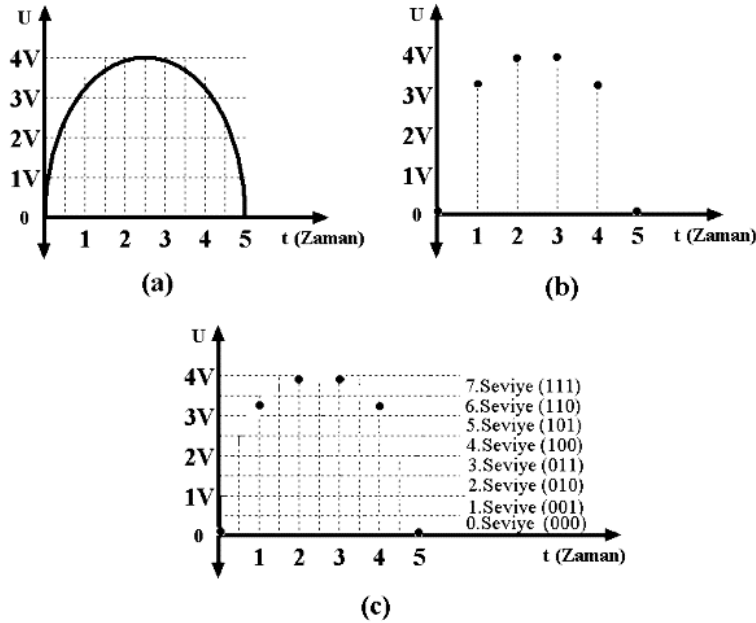 U
4V
3V
2V
1V
0
1 2 3 4 5
t (Zaman)
(a)
U
4V
3V
2V
1V
0
1 2 3 4 5
t (Zaman)
(b)
U
4V
3V
2V
1V
0
7.Seviye (111)
6.Seviye (110)
5.Seviye (101)
4.Seviye (100)
3.Seviye (011)
2.Seviye (010)
1.Seviye (001)
0.Seviye (000)
1 2 3 4 5
t (Zaman)
(c)